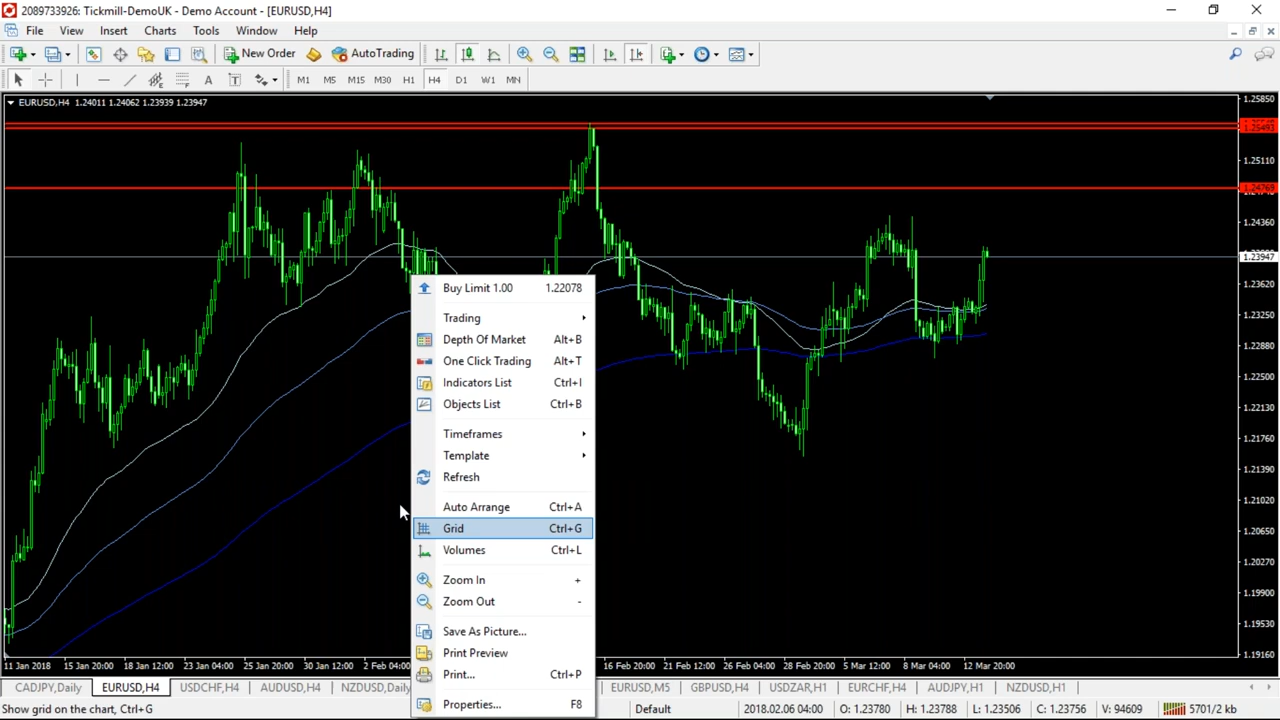 2089733926: Tickmill-DemoUK - Demo Account - [EURUSD,H4]
File View Insert Charts Tools Window Help
New Order AutoTrading
A T M1 M5 M15 M30 H1 H4 D1 W1 MN
EURUSD,H4 1.24011 1.24062 1.23939 1.23947
1.25850
1.25493
1.25110
1.24769
1.24360
1.23947
1.23620
1.23250
1.22880
1.22500
1.22130
1.21760
1.21390
1.21020
1.20650
1.20270
1.19900
1.19530
1.19160
Buy Limit 1.00 1.22078
Trading
Depth Of Market Alt+B
One Click Trading Alt+T
Indicators List Ctrl+I
Objects List Ctrl+B
Timeframes
Template
Refresh
Auto Arrange Ctrl+A
Grid Ctrl+G
Volumes Ctrl+L
Zoom In +
Zoom Out -
Save As Picture...
Print Preview
Print... Ctrl+P
Properties... F8
11 Jan 2018 15 Jan 20:00 18 Jan 12:00 23 Jan 04:00 25 Jan 20:00 30 Jan 12:00 2 Feb 04:00 16 Feb 20:00 21 Feb 12:00 26 Feb 04:00 28 Feb 20:00 5 Mar 12:00 8 Mar 04:00 12 Mar 20:00
CADJPY,Daily EURUSD,H4 USDCHF,H4 AUDUSD,H4 NZDUSD,Daily EURUSD,M5 GBPUSD,H4 USDZAR,H1 EURCHF,H4 AUDJPY,H1 NZDUSD,H1
Show grid on the chart, Ctrl+G Default 2018.02.06 04:00 O: 1.23780 H: 1.23788 L: 1.23506 C: 1.23756 V: 94609 5701/2 kb